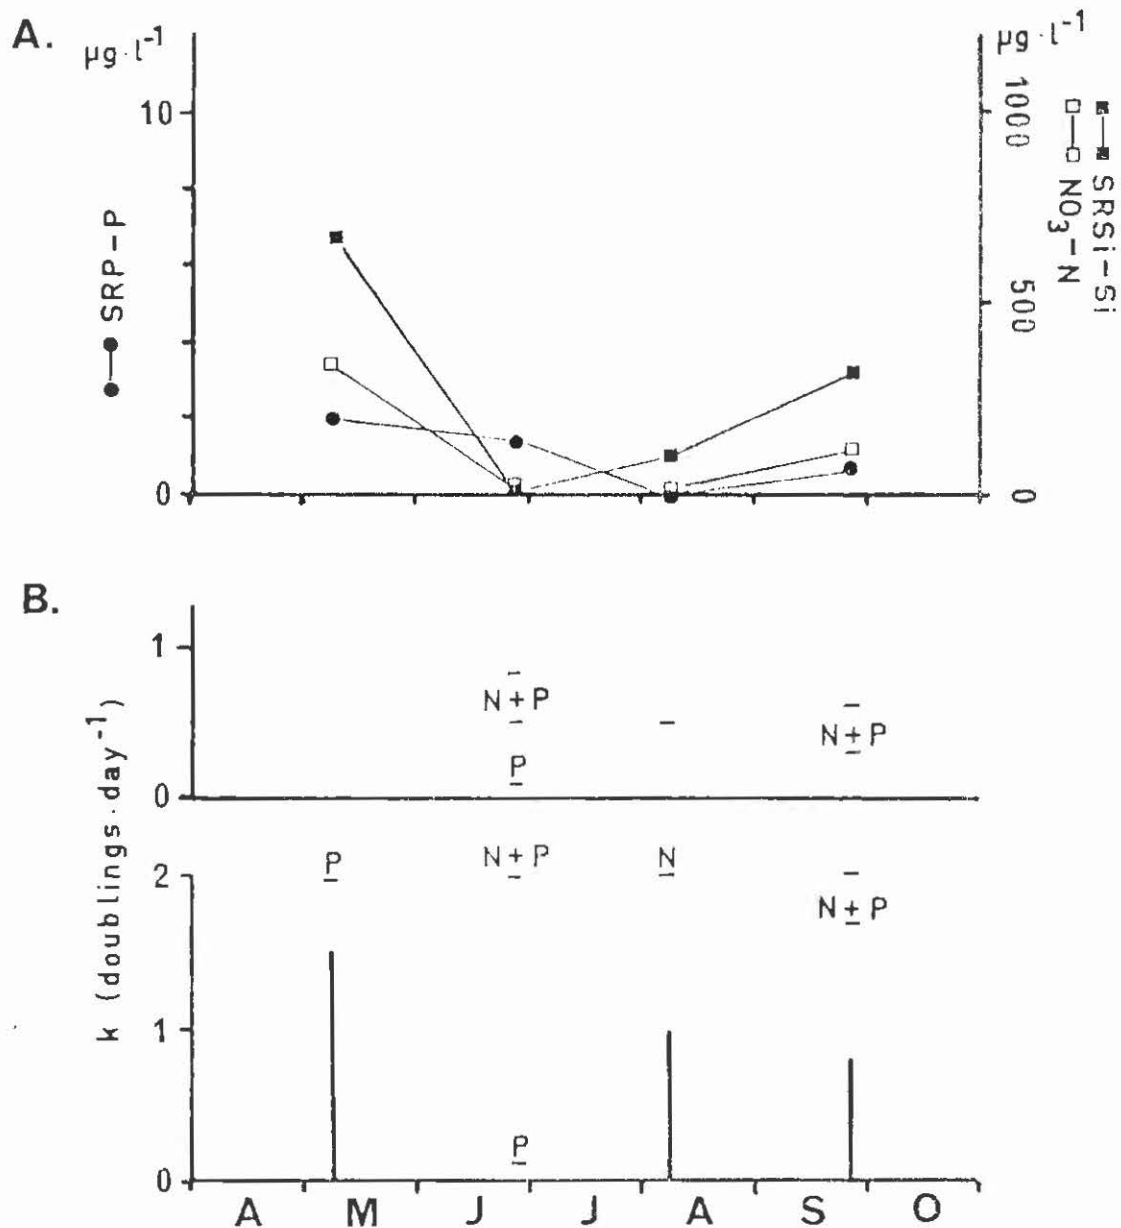 A.
µg·l⁻¹
µg·l⁻¹
10
0
SRP-P
1000
500
0
SRSi-Si
NO₃-N
B.
k (doublings·day⁻¹)
1
0
N+P
P
N+P
2
1
0
P
N+P
N
N+P
P
A M J J A S O